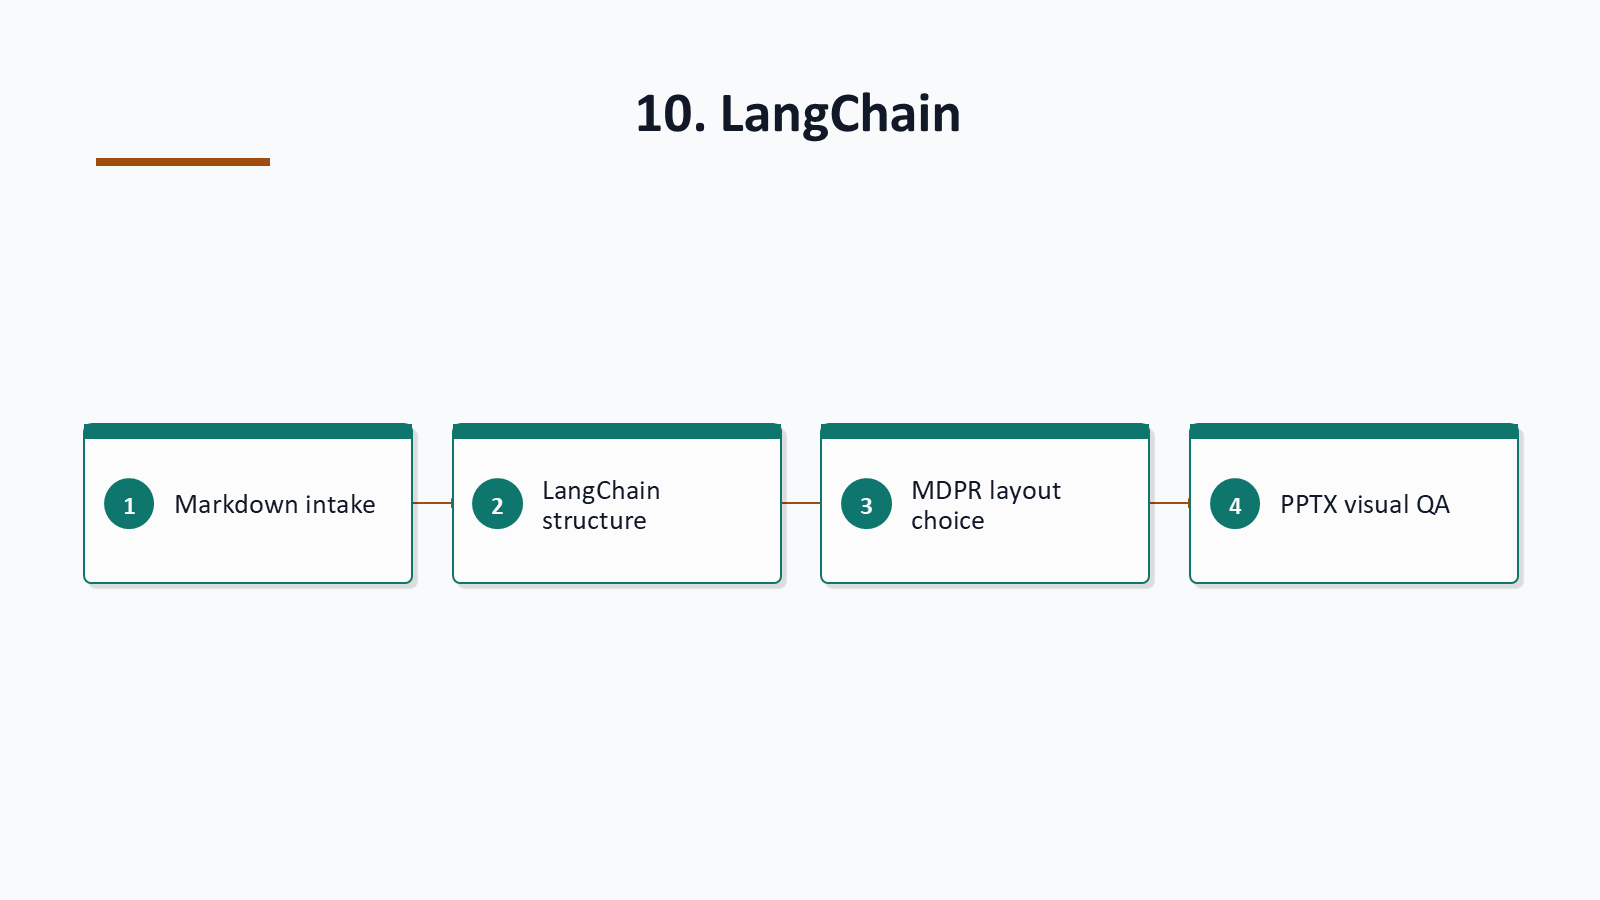 10. LangChain
1
Markdown intake
2
LangChain
structure
3
MDPR layout
choice
4
PPTX visual QA